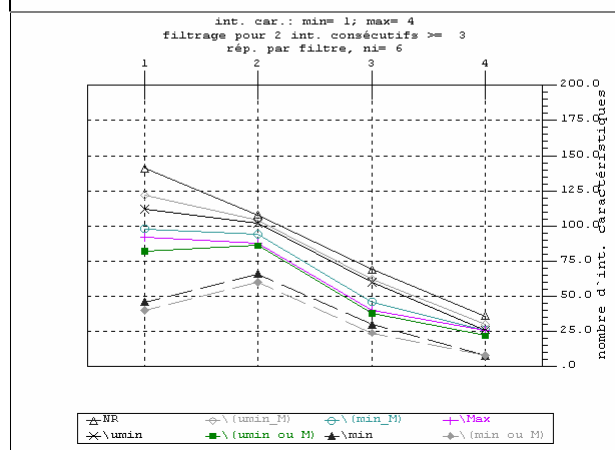 int. car.: min= 1; max= 4
filtrage pour 2 int. consécutifs >= 3
rép. par filtre, ni= 6
1 2 3 4
200.0
175.0
150.0
125.0
100.0
75.0
50.0
25.0
.0
nombre d`int. caractéristiques
NR \(umin_M) \(min_M) \Max
\umin \(umin ou M) \min \(min ou M)